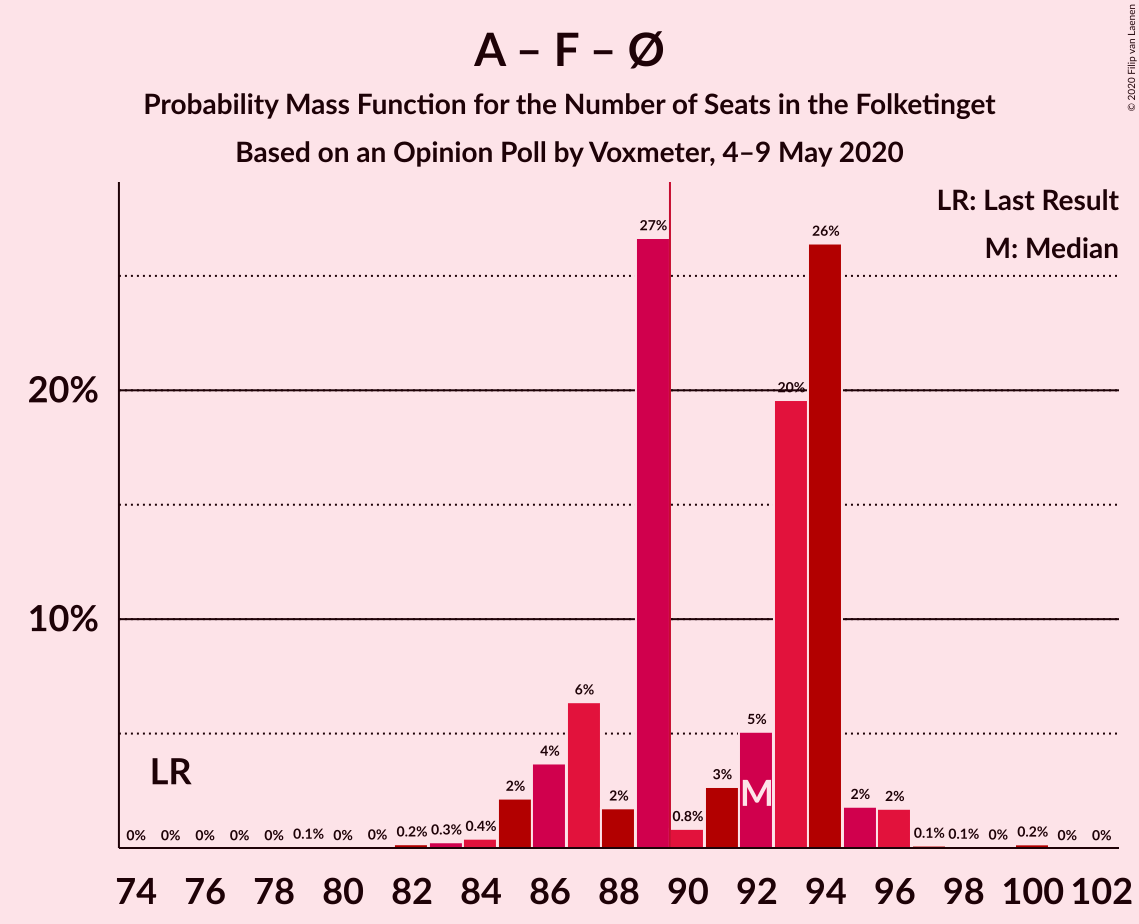 A – F – Ø
Probability Mass Function for the Number of Seats in the Folketinget
Based on an Opinion Poll by Voxmeter, 4–9 May 2020
© 2020 Filip van Laenen
LR: Last Result
M: Median
20%
10%
LR
M
0% 0% 0% 0% 0% 0.1% 0% 0% 0.2% 0.3% 0.4% 2% 4% 6% 2% 27% 0.8% 3% 5% 20% 26% 2% 2% 0.1% 0.1% 0% 0.2% 0% 0%
74 76 78 80 82 84 86 88 90 92 94 96 98 100 102